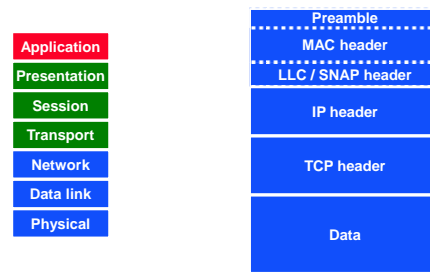 Application
Presentation
Session
Transport
Network
Data link
Physical
Preamble
MAC header
LLC / SNAP header
IP header
TCP header
Data